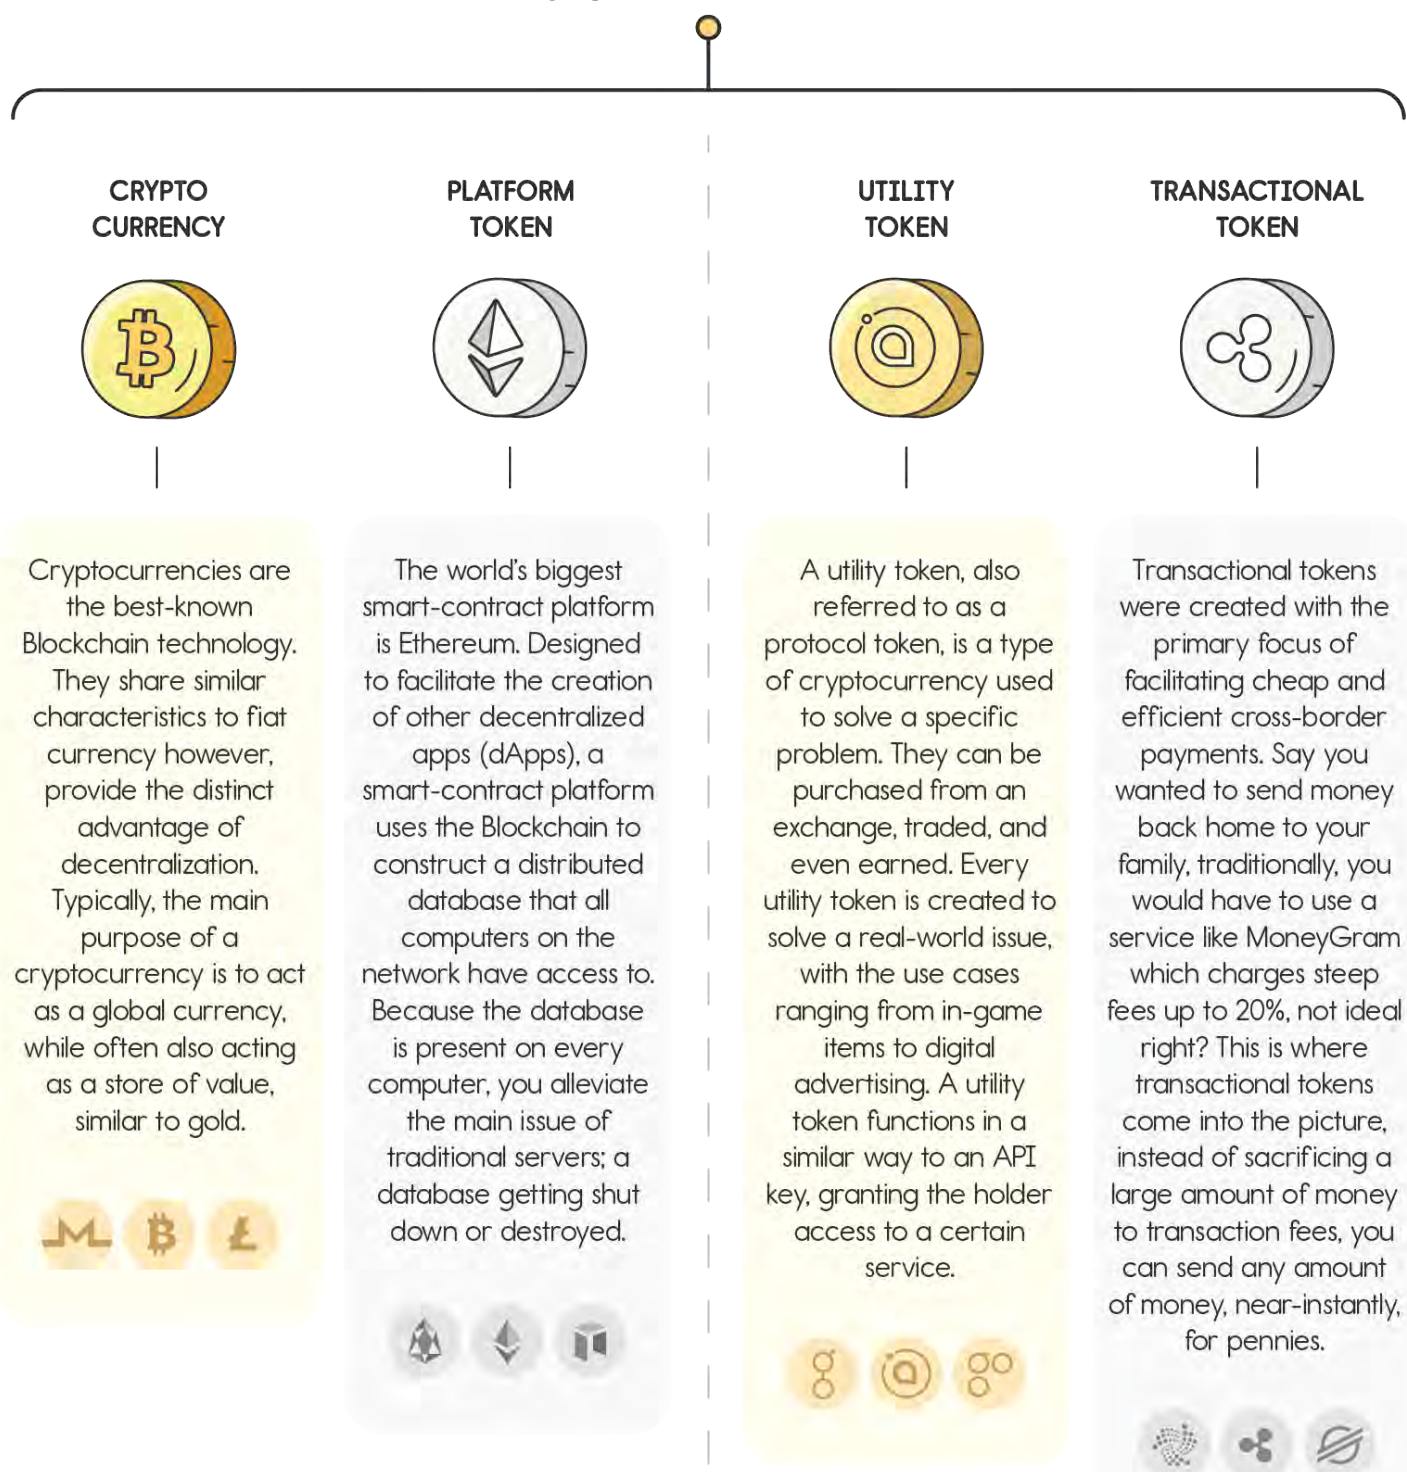 CRYPTO
CURRENCY
Cryptocurrencies are
the best-known
Blockchain technology.
They share similar
characteristics to fiat
currency however,
provide the distinct
advantage of
decentralization.
Typically, the main
purpose of a
cryptocurrency is to act
as a global currency,
while often also acting
as a store of value,
similar to gold.
PLATFORM
TOKEN
The world's biggest
smart-contract platform
is Ethereum. Designed
to facilitate the creation
of other decentralized
apps (dApps), a
smart-contract platform
uses the Blockchain to
construct a distributed
database that all
computers on the
network have access to.
Because the database
is present on every
computer, you alleviate
the main issue of
traditional servers; a
database getting shut
down or destroyed.
UTILITY
TOKEN
A utility token, also
referred to as a
protocol token, is a type
of cryptocurrency used
to solve a specific
problem. They can be
purchased from an
exchange, traded, and
even earned. Every
utility token is created to
solve a real-world issue,
with the use cases
ranging from in-game
items to digital
advertising. A utility
token functions in a
similar way to an API
key, granting the holder
access to a certain
service.
TRANSACTIONAL
TOKEN
Transactional tokens
were created with the
primary focus of
facilitating cheap and
efficient cross-border
payments. Say you
wanted to send money
back home to your
family, traditionally, you
would have to use a
service like MoneyGram
which charges steep
fees up to 20%, not ideal
right? This is where
transactional tokens
come into the picture,
instead of sacrificing a
large amount of money
to transaction fees, you
can send any amount
of money, near-instantly,
for pennies.